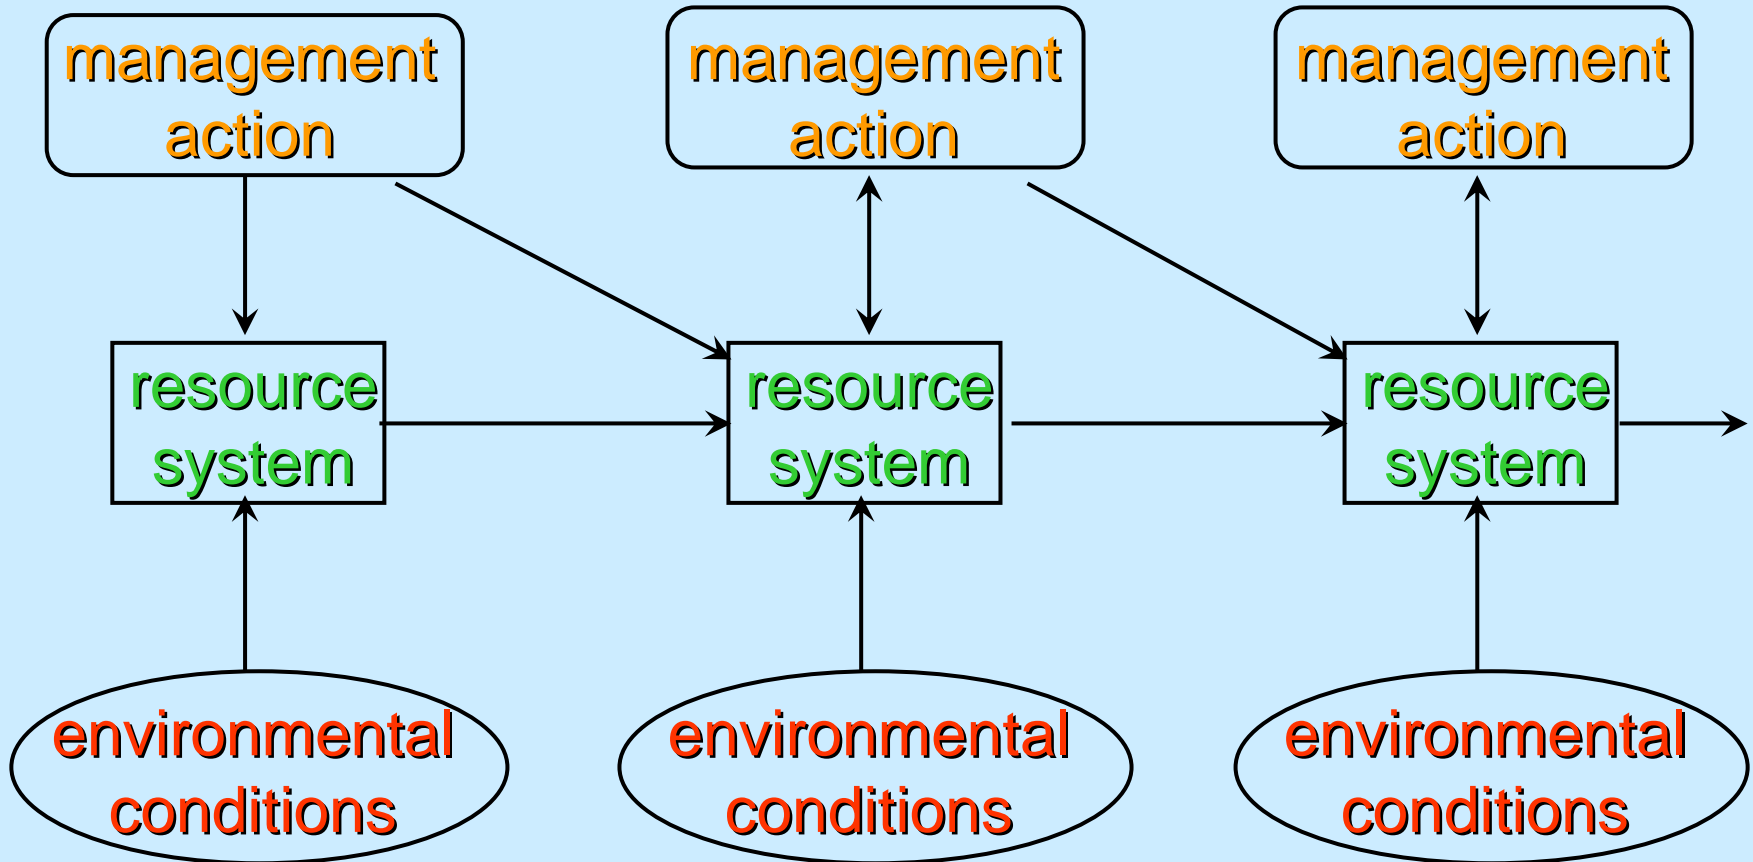 management
action
management
action
management
action
resource
system
resource
system
resource
system
environmental
conditions
environmental
conditions
environmental
conditions